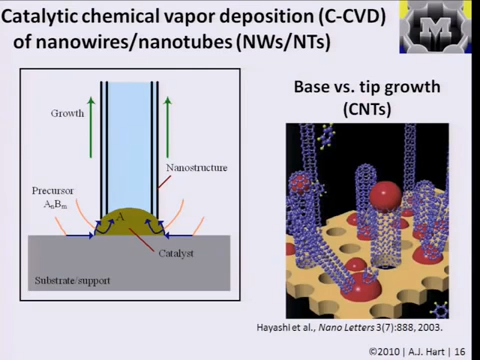 Catalytic chemical vapor deposition (C-CVD)
of nanowires/nanotubes (NWs/NTs)
M
Base vs. tip growth
(CNTs)
Growth
Nanostructure
Precursor
AₙBₘ
A
Catalyst
Substrate/support
Hayashi et al., Nano Letters 3(7):888, 2003.
©2010 | A.J. Hart | 16